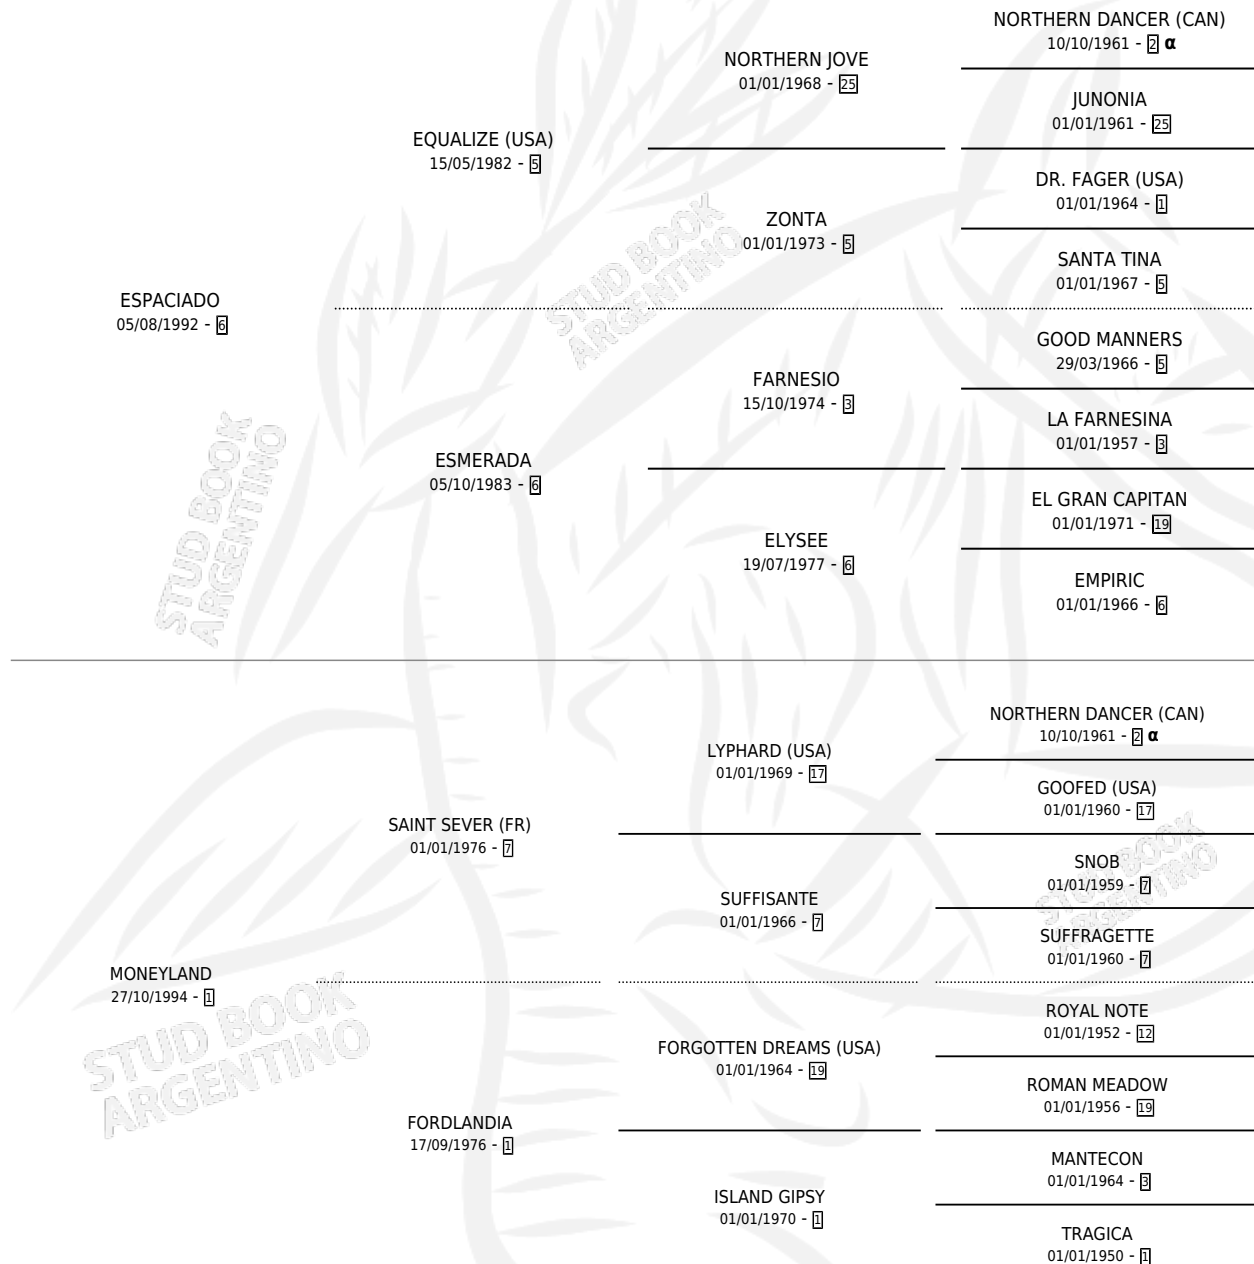 NORTHERN DANCER (CAN)
10/10/1961 - 2 α
NORTHERN JOVE
01/01/1968 - 25
JUNONIA
01/01/1961 - 25
EQUALIZE (USA)
15/05/1982 - 5
DR. FAGER (USA)
01/01/1964 - 1
ZONTA
01/01/1973 - 5
SANTA TINA
01/01/1967 - 5
ESPACIADO
05/08/1992 - 6
GOOD MANNERS
29/03/1966 - 5
FARNESIO
15/10/1974 - 3
LA FARNESINA
01/01/1957 - 3
ESMERADA
05/10/1983 - 6
EL GRAN CAPITAN
01/01/1971 - 19
ELYSEE
19/07/1977 - 6
EMPIRIC
01/01/1966 - 6
NORTHERN DANCER (CAN)
10/10/1961 - 2 α
LYPHARD (USA)
01/01/1969 - 17
GOOFED (USA)
01/01/1960 - 17
SAINT SEVER (FR)
01/01/1976 - 7
SNOB
01/01/1959 - 7
SUFFISANTE
01/01/1966 - 7
SUFFRAGETTE
01/01/1960 - 7
MONEYLAND
27/10/1994 - 1
ROYAL NOTE
01/01/1952 - 12
FORGOTTEN DREAMS (USA)
01/01/1964 - 19
ROMAN MEADOW
01/01/1956 - 19
FORDLANDIA
17/09/1976 - 1
MANTECON
01/01/1964 - 3
ISLAND GIPSY
01/01/1970 - 1
TRAGICA
01/01/1950 - 1
STUD BOOK
ARGENTINO
STUD BOOK
ARGENTINO
STUD BOOK
ARGENTINO
STUD BOOK
ARGENTINO